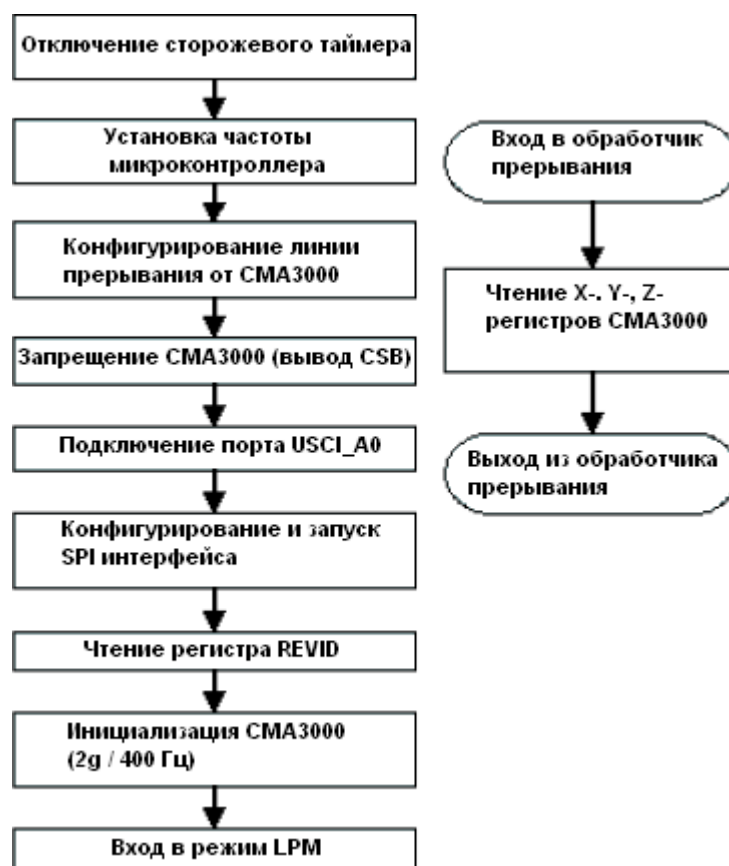 Отключение сторожевого таймера
Установка частоты
микроконтроллера
Конфигурирование линии
прерывания от CMA3000
Запрещение CMA3000 (вывод CSB)
Подключение порта USCI_A0
Конфигурирование и запуск
SPI интерфейса
Чтение регистра REVID
Инициализация CMA3000
(2g / 400 Гц)
Вход в режим LPM
Вход в обработчик
прерывания
Чтение X-. Y-, Z-
регистров CMA3000
Выход из обработчика
прерывания